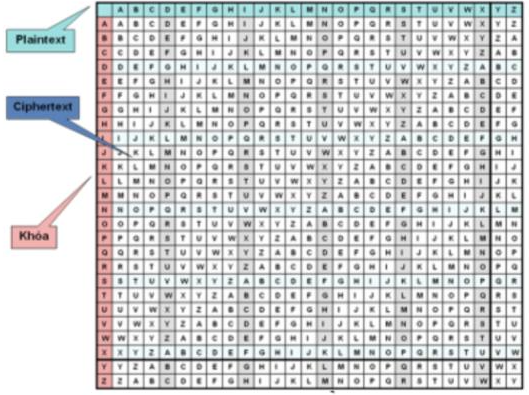 Plaintext
Ciphertext
Khóa
A B C D E F G H I J K L M N O P Q R S T U V W X Y Z
A A B C D E F G H I J K L M N O P Q R S T U V W X Y Z
B B C D E F G H I J K L M N O P Q R S T U V W X Y Z A
C C D E F G H I J K L M N O P Q R S T U V W X Y Z A B
D D E F G H I J K L M N O P Q R S T U V W X Y Z A B C
E E F G H I J K L M N O P Q R S T U V W X Y Z A B C D
F F G H I J K L M N O P Q R S T U V W X Y Z A B C D E
G G H I J K L M N O P Q R S T U V W X Y Z A B C D E F
H H I J K L M N O P Q R S T U V W X Y Z A B C D E F G
I I J K L M N O P Q R S T U V W X Y Z A B C D E F G H
J J K L M N O P Q R S T U V W X Y Z A B C D E F G H I
K K L M N O P Q R S T U V W X Y Z A B C D E F G H I J
L L M N O P Q R S T U V W X Y Z A B C D E F G H I J K
M M N O P Q R S T U V W X Y Z A B C D E F G H I J K L
N N O P Q R S T U V W X Y Z A B C D E F G H I J K L M
O O P Q R S T U V W X Y Z A B C D E F G H I J K L M N
P P Q R S T U V W X Y Z A B C D E F G H I J K L M N O
Q Q R S T U V W X Y Z A B C D E F G H I J K L M N O P
R R S T U V W X Y Z A B C D E F G H I J K L M N O P Q
S S T U V W X Y Z A B C D E F G H I J K L M N O P Q R
T T U V W X Y Z A B C D E F G H I J K L M N O P Q R S
U U V W X Y Z A B C D E F G H I J K L M N O P Q R S T
V V W X Y Z A B C D E F G H I J K L M N O P Q R S T U
W W X Y Z A B C D E F G H I J K L M N O P Q R S T U V
X X Y Z A B C D E F G H I J K L M N O P Q R S T U V W
Y Y Z A B C D E F G H I J K L M N O P Q R S T U V W X
Z Z A B C D E F G H I J K L M N O P Q R S T U V W X Y